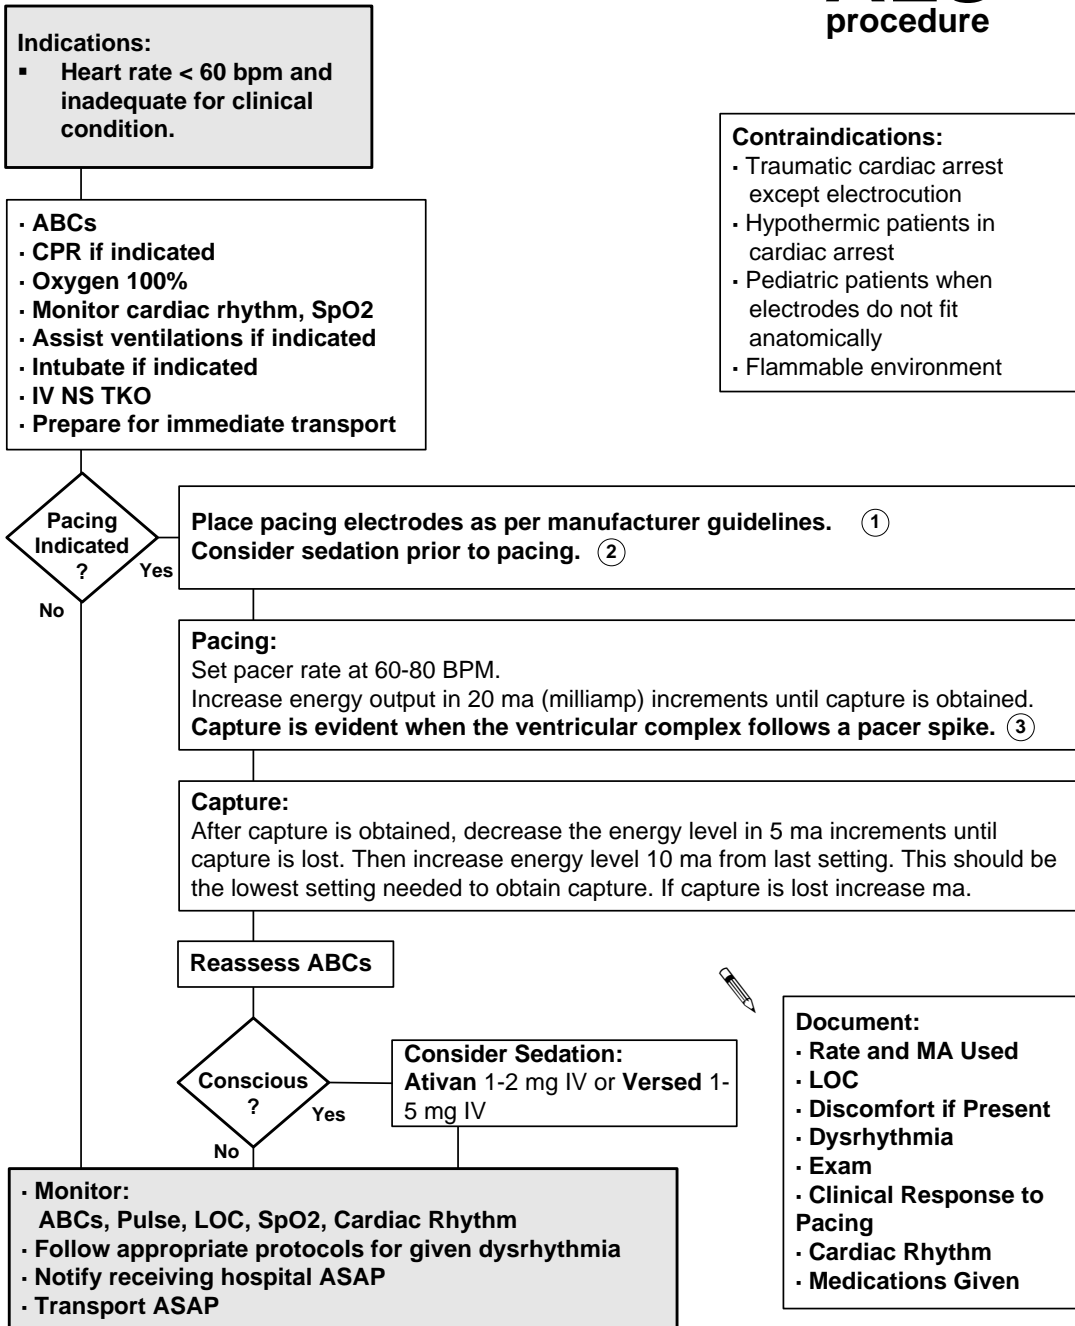 procedure
Indications:
▪ Heart rate < 60 bpm and
inadequate for clinical
condition.
Contraindications:
· Traumatic cardiac arrest
except electrocution
· Hypothermic patients in
cardiac arrest
· Pediatric patients when
electrodes do not fit
anatomically
· Flammable environment
· ABCs
· CPR if indicated
· Oxygen 100%
· Monitor cardiac rhythm, SpO2
· Assist ventilations if indicated
· Intubate if indicated
· IV NS TKO
· Prepare for immediate transport
Pacing
Indicated
?
Yes
No
Place pacing electrodes as per manufacturer guidelines. 1
Consider sedation prior to pacing. 2
Pacing:
Set pacer rate at 60-80 BPM.
Increase energy output in 20 ma (milliamp) increments until capture is obtained.
Capture is evident when the ventricular complex follows a pacer spike. 3
Capture:
After capture is obtained, decrease the energy level in 5 ma increments until
capture is lost. Then increase energy level 10 ma from last setting. This should be
the lowest setting needed to obtain capture. If capture is lost increase ma.
Reassess ABCs
Conscious
?
Yes
No
Consider Sedation:
Ativan 1-2 mg IV or Versed 1-
5 mg IV
Document:
· Rate and MA Used
· LOC
· Discomfort if Present
· Dysrhythmia
· Exam
· Clinical Response to
Pacing
· Cardiac Rhythm
· Medications Given
· Monitor:
ABCs, Pulse, LOC, SpO2, Cardiac Rhythm
· Follow appropriate protocols for given dysrhythmia
· Notify receiving hospital ASAP
· Transport ASAP